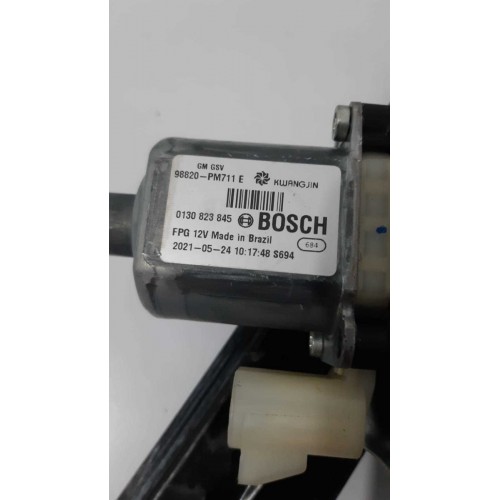 GM GSV
98820-PM711 E KWANGJIN
0130 823 845 BOSCH
FPG 12V Made in Brazil 684
2021-05-24 10:17:48 S694